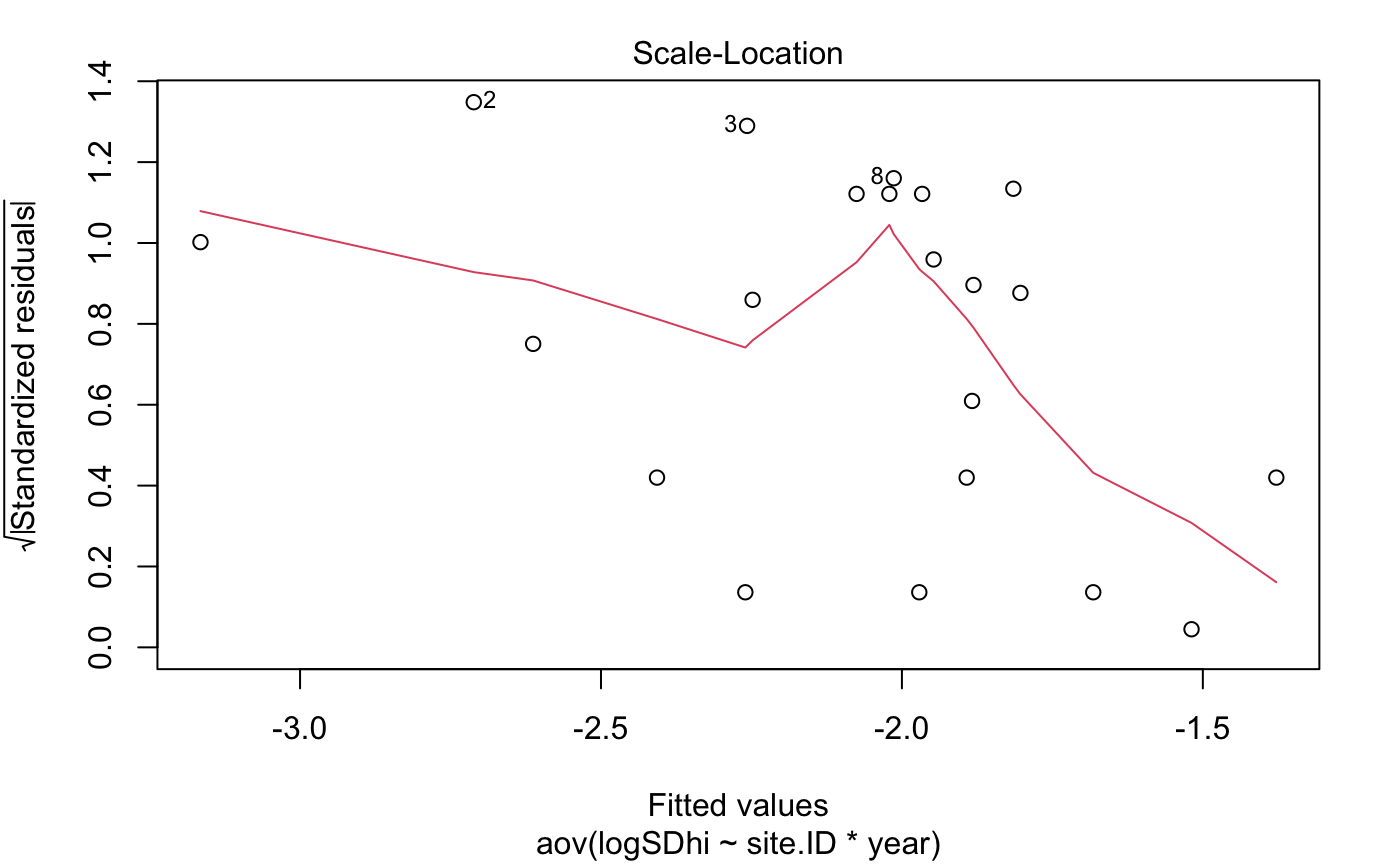 Scale-Location
√|Standardized residuals|
1.4
1.2
1.0
0.8
0.6
0.4
0.2
0.0
2
3
8
-3.0 -2.5 -2.0 -1.5
Fitted values
aov(logSDhi ~ site.ID * year)